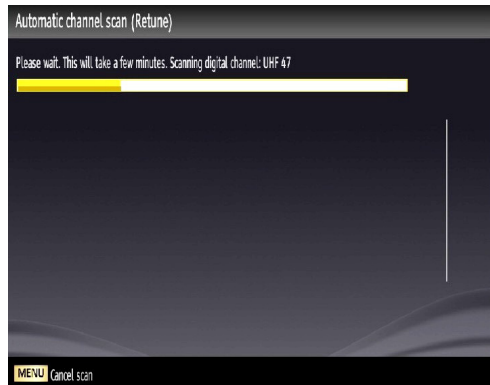 Automatic channel scan (Retune)
Please wait. This will take a few minutes. Scanning digital channel: UHF 47
MENU Cancel scan